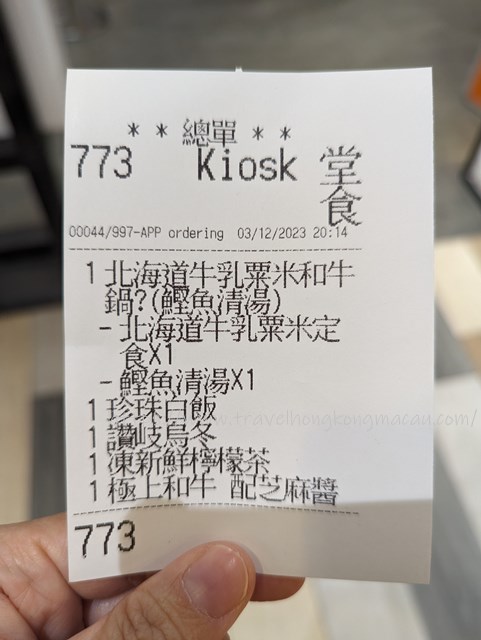 * * 總單 * *
773 Kiosk 堂食
00044/997-APP ordering 03/12/2023 20:14
1 北海道牛乳粟米和牛
鍋?(鰹魚清湯)
- 北海道牛乳粟米定
食X1
- 鰹魚清湯X1
1 珍珠白飯
1 讚岐烏冬
1 凍新鮮檸檬茶
1 極上和牛 配芝麻醬
773
www.travelhongkongmacau.com/